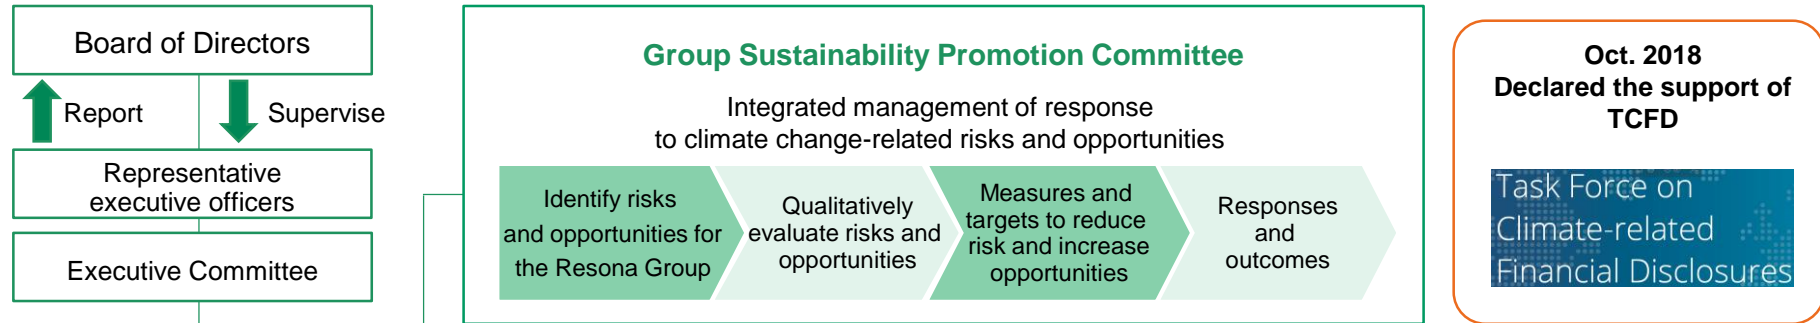 Board of Directors
Report
Supervise
Representative
executive officers
Executive Committee
Group Sustainability Promotion Committee
Integrated management of response
to climate change-related risks and opportunities
Identify risks
and opportunities for
the Resona Group
Qualitatively
evaluate risks and
opportunities
Measures and
targets to reduce
risk and increase
opportunities
Responses
and
outcomes
Oct. 2018
Declared the support of
TCFD
Task Force on
Climate-related
Financial Disclosures